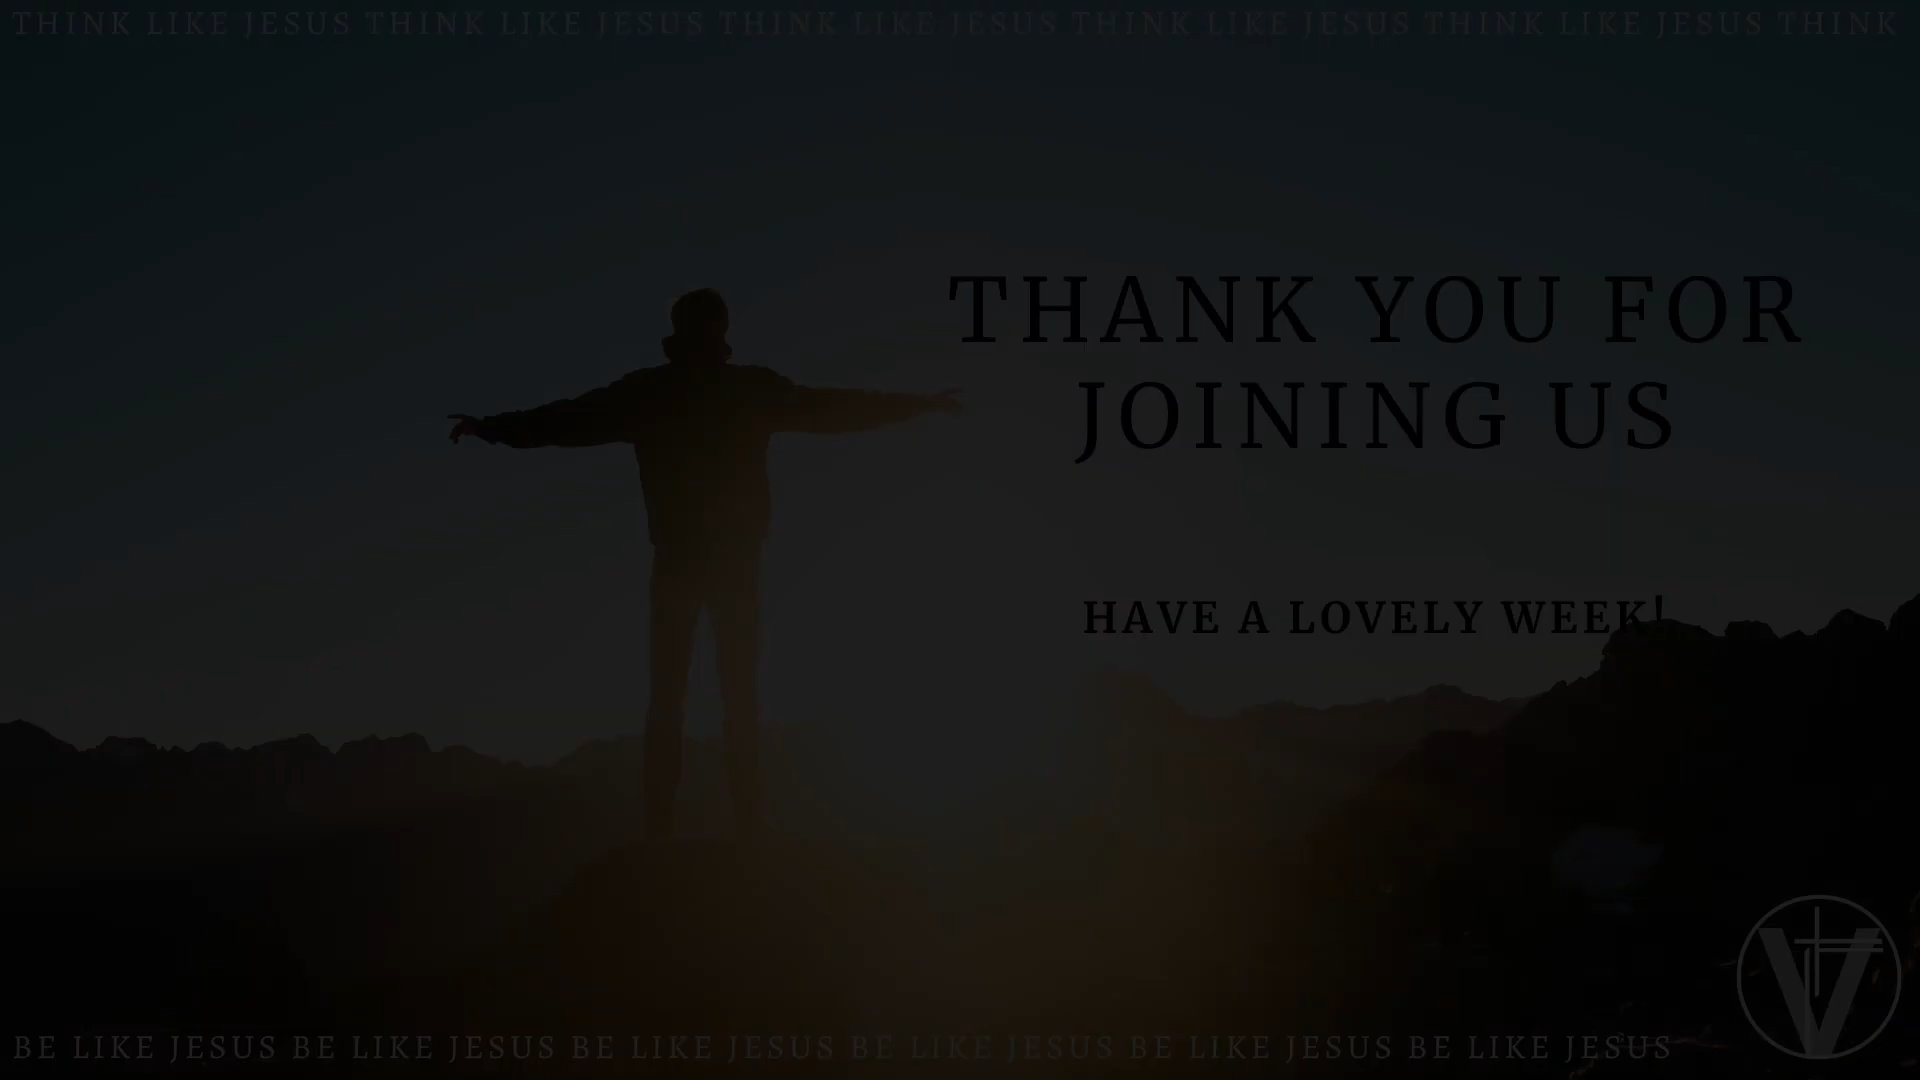 THINK LIKE JESUS THINK LIKE JESUS THINK LIKE JESUS THINK LIKE JESUS THINK LIKE JESUS THINK
THANK YOU FOR
JOINING US
HAVE A LOVELY WEEK!
BE LIKE JESUS BE LIKE JESUS BE LIKE JESUS BE LIKE JESUS BE LIKE JESUS BE LIKE JESUS